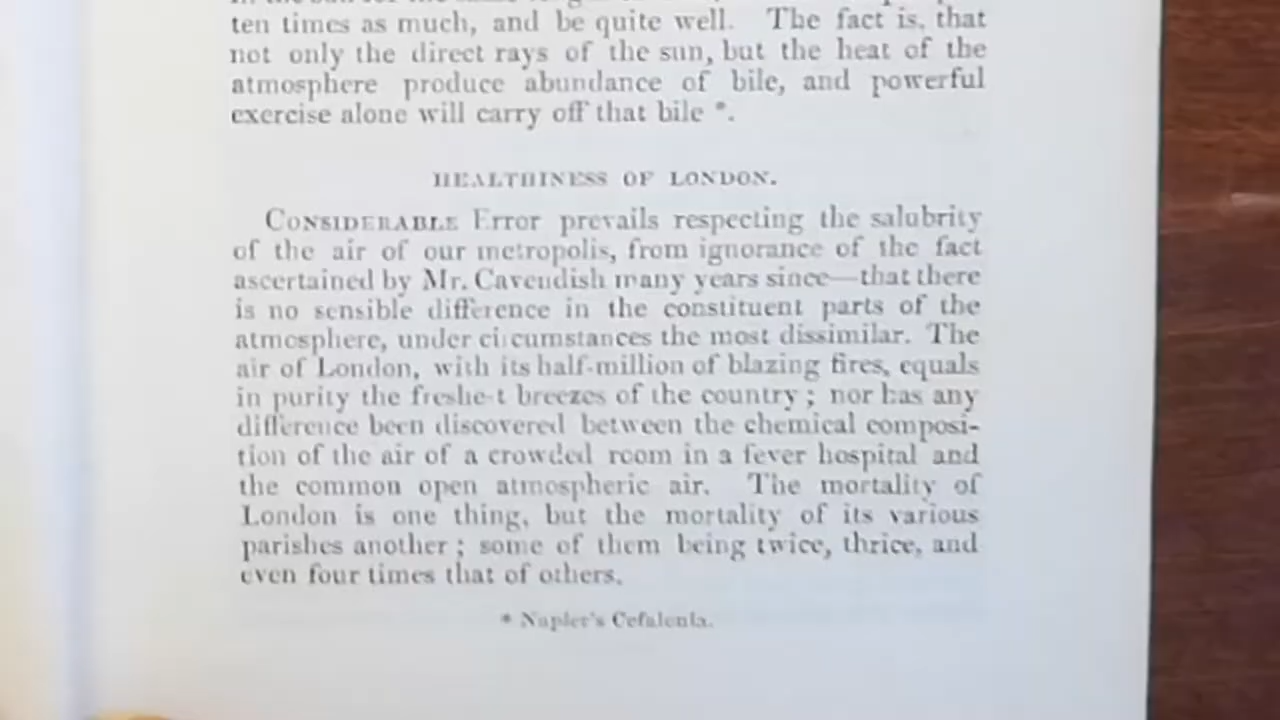 ten times as much, and be quite well. The fact is, that
not only the direct rays of the sun, but the heat of the
atmosphere produce abundance of bile, and powerful
exercise alone will carry off that bile *.
HEALTHINESS OF LONDON.
CONSIDERABLE Error prevails respecting the salubrity
of the air of our metropolis, from ignorance of the fact
ascertained by Mr. Cavendish many years since—that there
is no sensible difference in the constituent parts of the
atmosphere, under circumstances the most dissimilar. The
air of London, with its half-million of blazing fires, equals
in purity the freshe-t breezes of the country ; nor has any
difference been discovered between the chemical composi-
tion of the air of a crowded room in a fever hospital and
the common open atmospheric air. The mortality of
London is one thing, but the mortality of its various
parishes another ; some of them being twice, thrice, and
even four times that of others.
* Napier's Cefalonia.